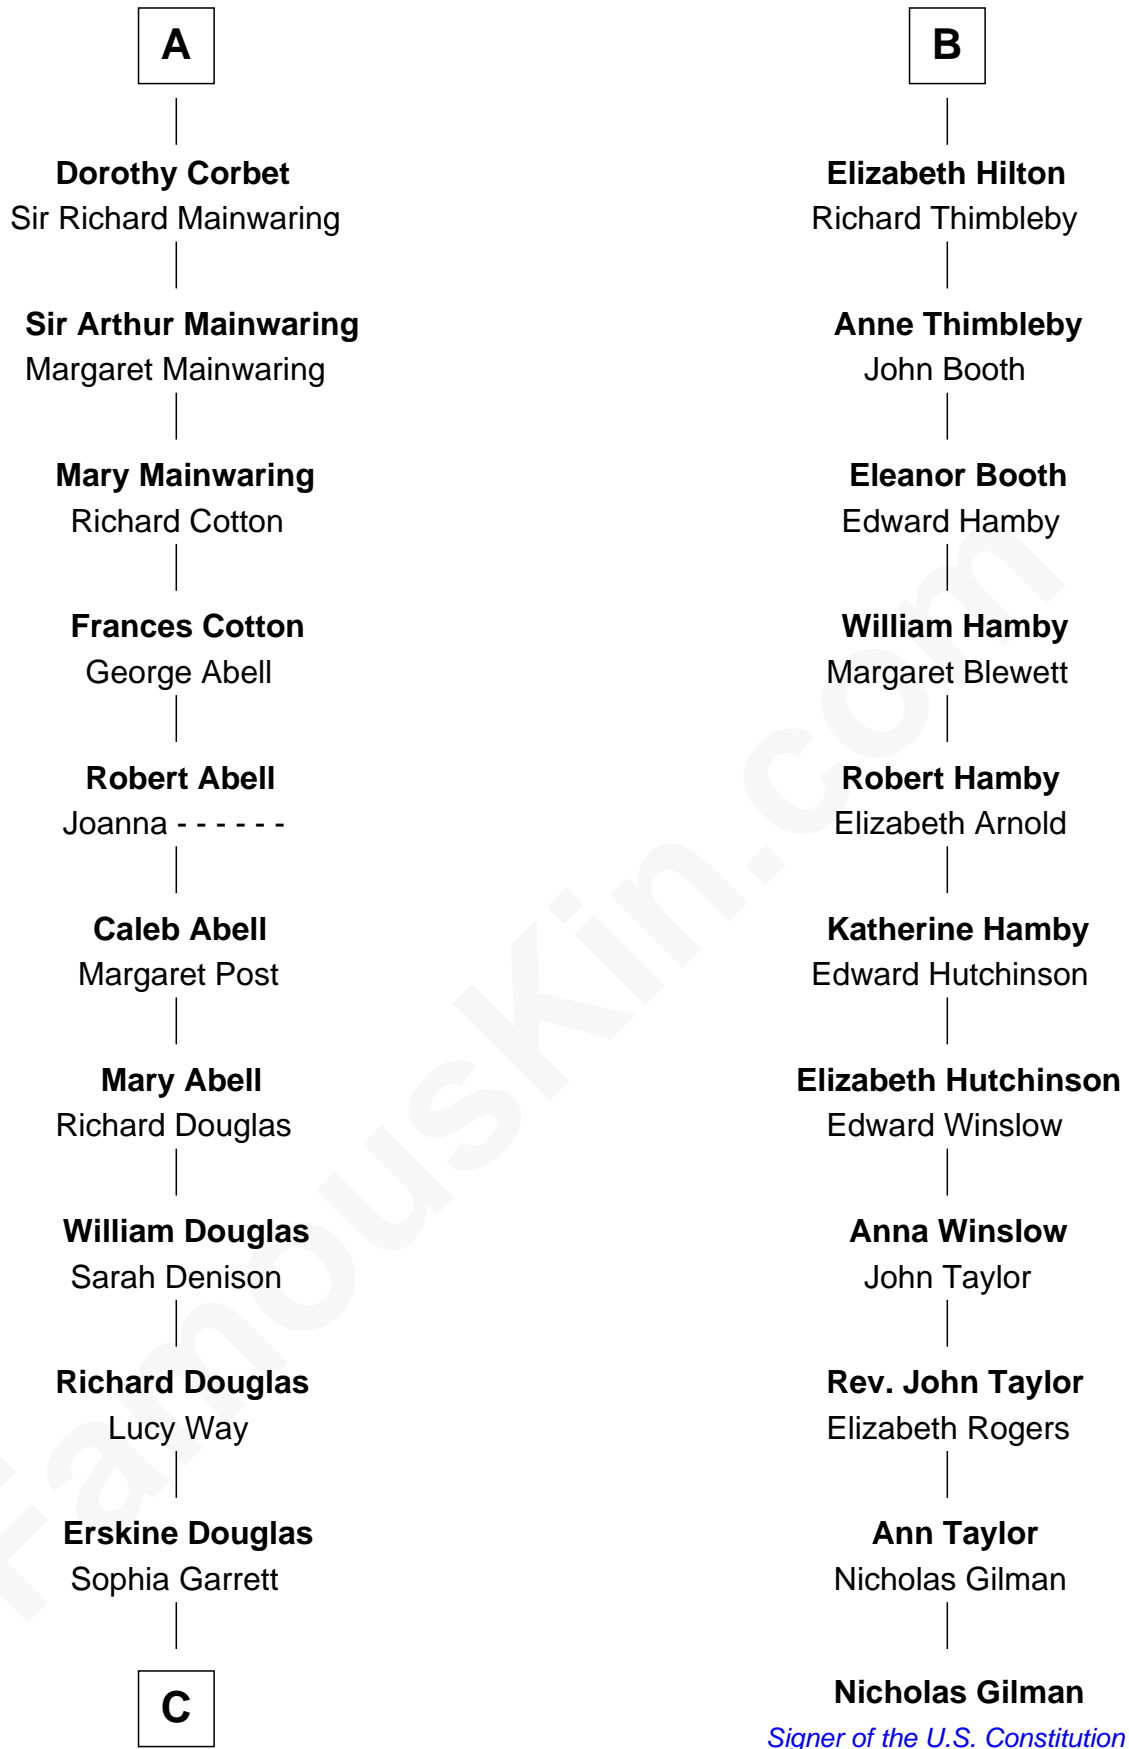 A
Dorothy Corbet
Sir Richard Mainwaring
Sir Arthur Mainwaring
Margaret Mainwaring
Mary Mainwaring
Richard Cotton
Frances Cotton
George Abell
Robert Abell
Joanna - - - - - -
Caleb Abell
Margaret Post
Mary Abell
Richard Douglas
William Douglas
Sarah Denison
Richard Douglas
Lucy Way
Erskine Douglas
Sophia Garrett
C
B
Elizabeth Hilton
Richard Thimbleby
Anne Thimbleby
John Booth
Eleanor Booth
Edward Hamby
William Hamby
Margaret Blewett
Robert Hamby
Elizabeth Arnold
Katherine Hamby
Edward Hutchinson
Elizabeth Hutchinson
Edward Winslow
Anna Winslow
John Taylor
Rev. John Taylor
Elizabeth Rogers
Ann Taylor
Nicholas Gilman
Nicholas Gilman
Signer of the U.S. Constitution
FamousKin.com